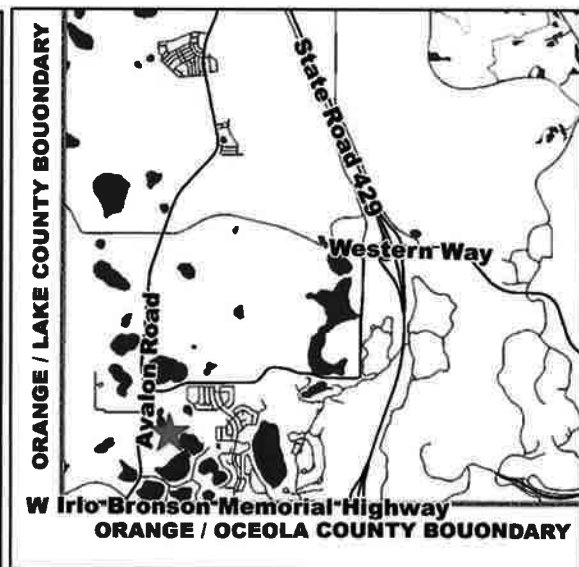 ORANGE / LAKE COUNTY BOUONDARY
State Road 429
Western Way
Avalon Road
W Irlo Bronson Memorial Highway
ORANGE / OCEOLA COUNTY BOUONDARY